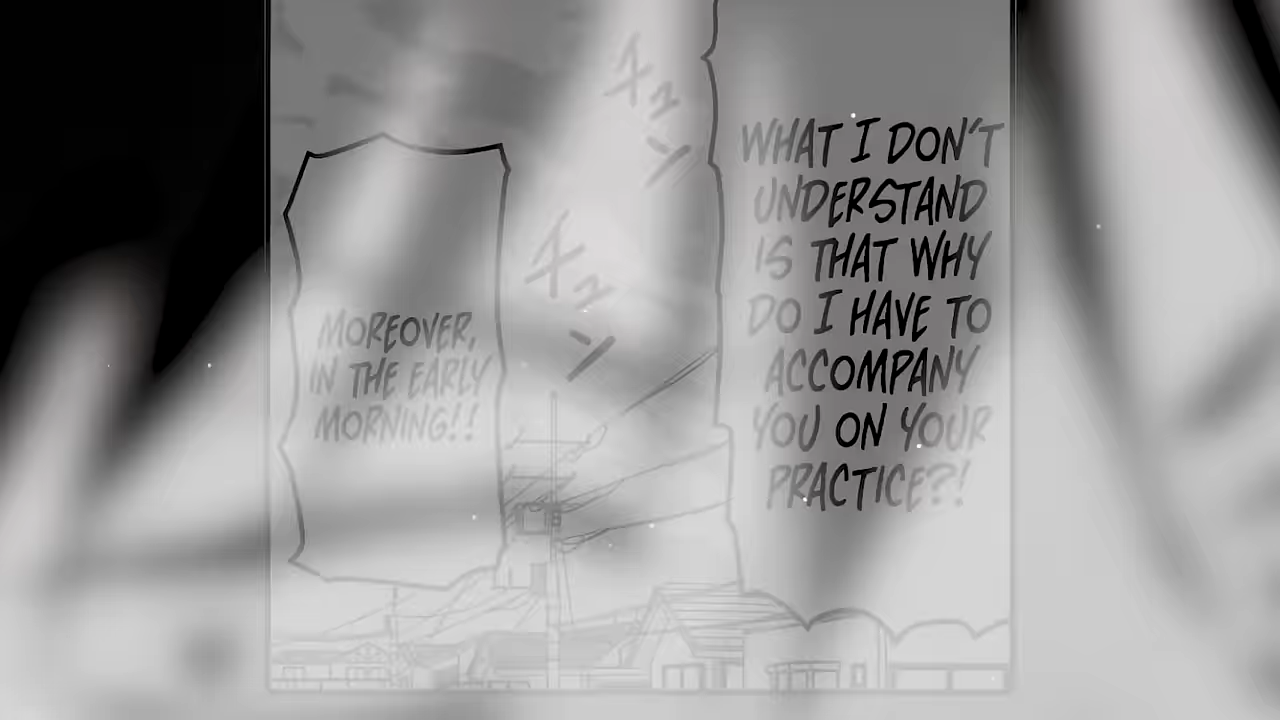 WHAT I DON'T
UNDERSTAND
IS THAT WHY
DO I HAVE TO
ACCOMPANY
YOU ON YOUR
PRACTICE?!
チュン
チュン
MOREOVER,
IN THE EARLY
MORNING!!